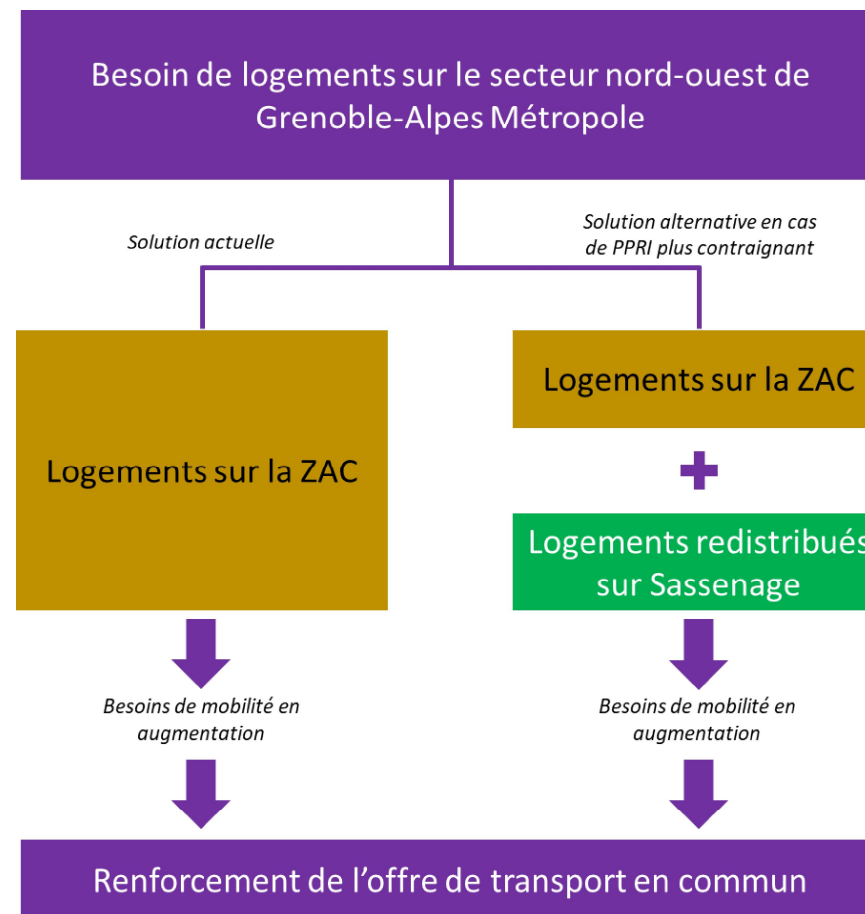 Besoin de logements sur le secteur nord-ouest de
Grenoble-Alpes Métropole
Solution actuelle
Solution alternative en cas
de PPRI plus contraignant
Logements sur la ZAC
Logements sur la ZAC
+
Logements redistribués
sur Sassenage
Besoins de mobilité en
augmentation
Besoins de mobilité en
augmentation
Renforcement de l'offre de transport en commun